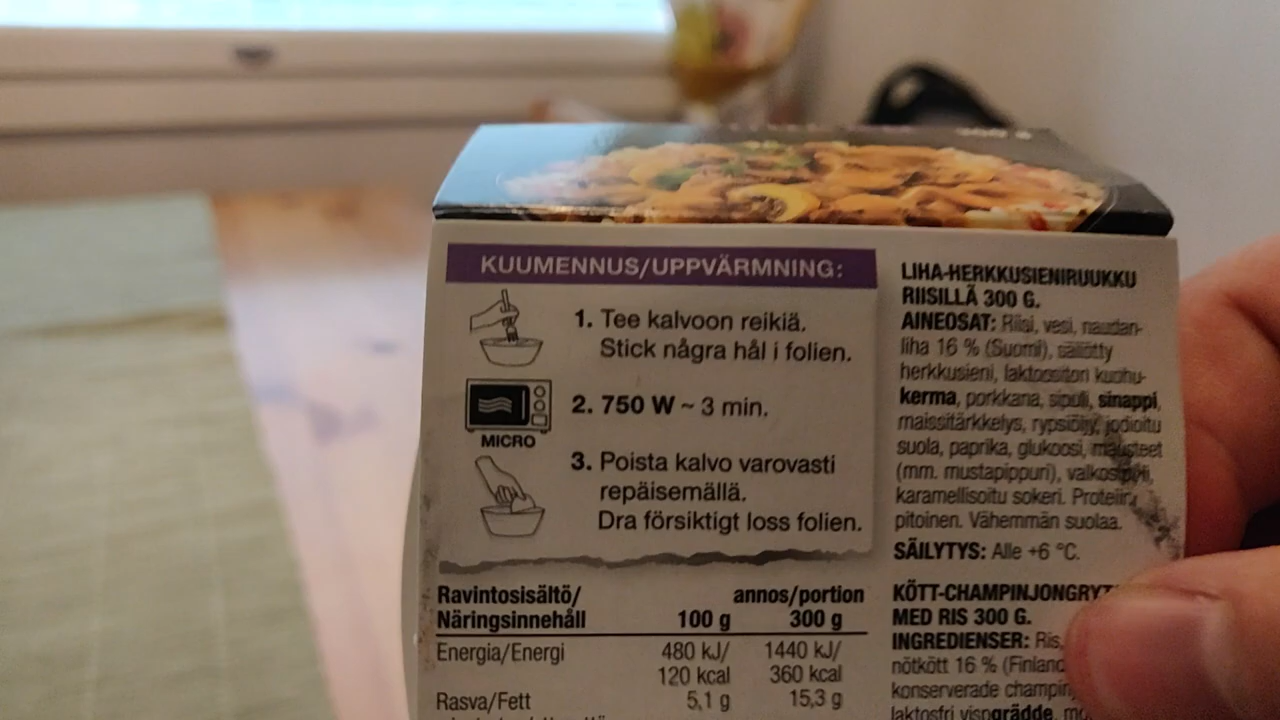 KUUMENNUS/UPPVÄRMNING:
1. Tee kalvoon reikiä.
Stick några hål i folien.
2. 750 W ~ 3 min.
MICRO
3. Poista kalvo varovasti
repäisemällä.
Dra försiktigt loss folien.
Ravintosisältö/
Näringsinnehåll
100 g
annos/portion
300 g
Energia/Energi
480 kJ/
120 kcal
1440 kJ/
360 kcal
Rasva/Fett
5,1 g
15,3 g
LIHA-HERKKUSIENIRUUKKU
RIISILLÄ 300 G.
AINEOSAT: Riisi, vesi, naudan-
liha 16 % (Suomi), säilötty
herkkusieni, laktoositon kuohu-
kerma, porkkana, sipuli, sinappi,
maissitärkkelys, rypsiöljy, jodioitu
suola, paprika, glukoosi, mausteet
(mm. mustapippuri), valkosipuli,
karamellisoitu sokeri. Proteiini-
pitoinen. Vähemmän suolaa.
SÄILYTYS: Alle +6 °C.
KÖTT-CHAMPINJONGRYT
MED RIS 300 G.
INGREDIENSER: Ris,
nötkött 16 % (Finland
konserverade champin
laktosfri vispgrädde,